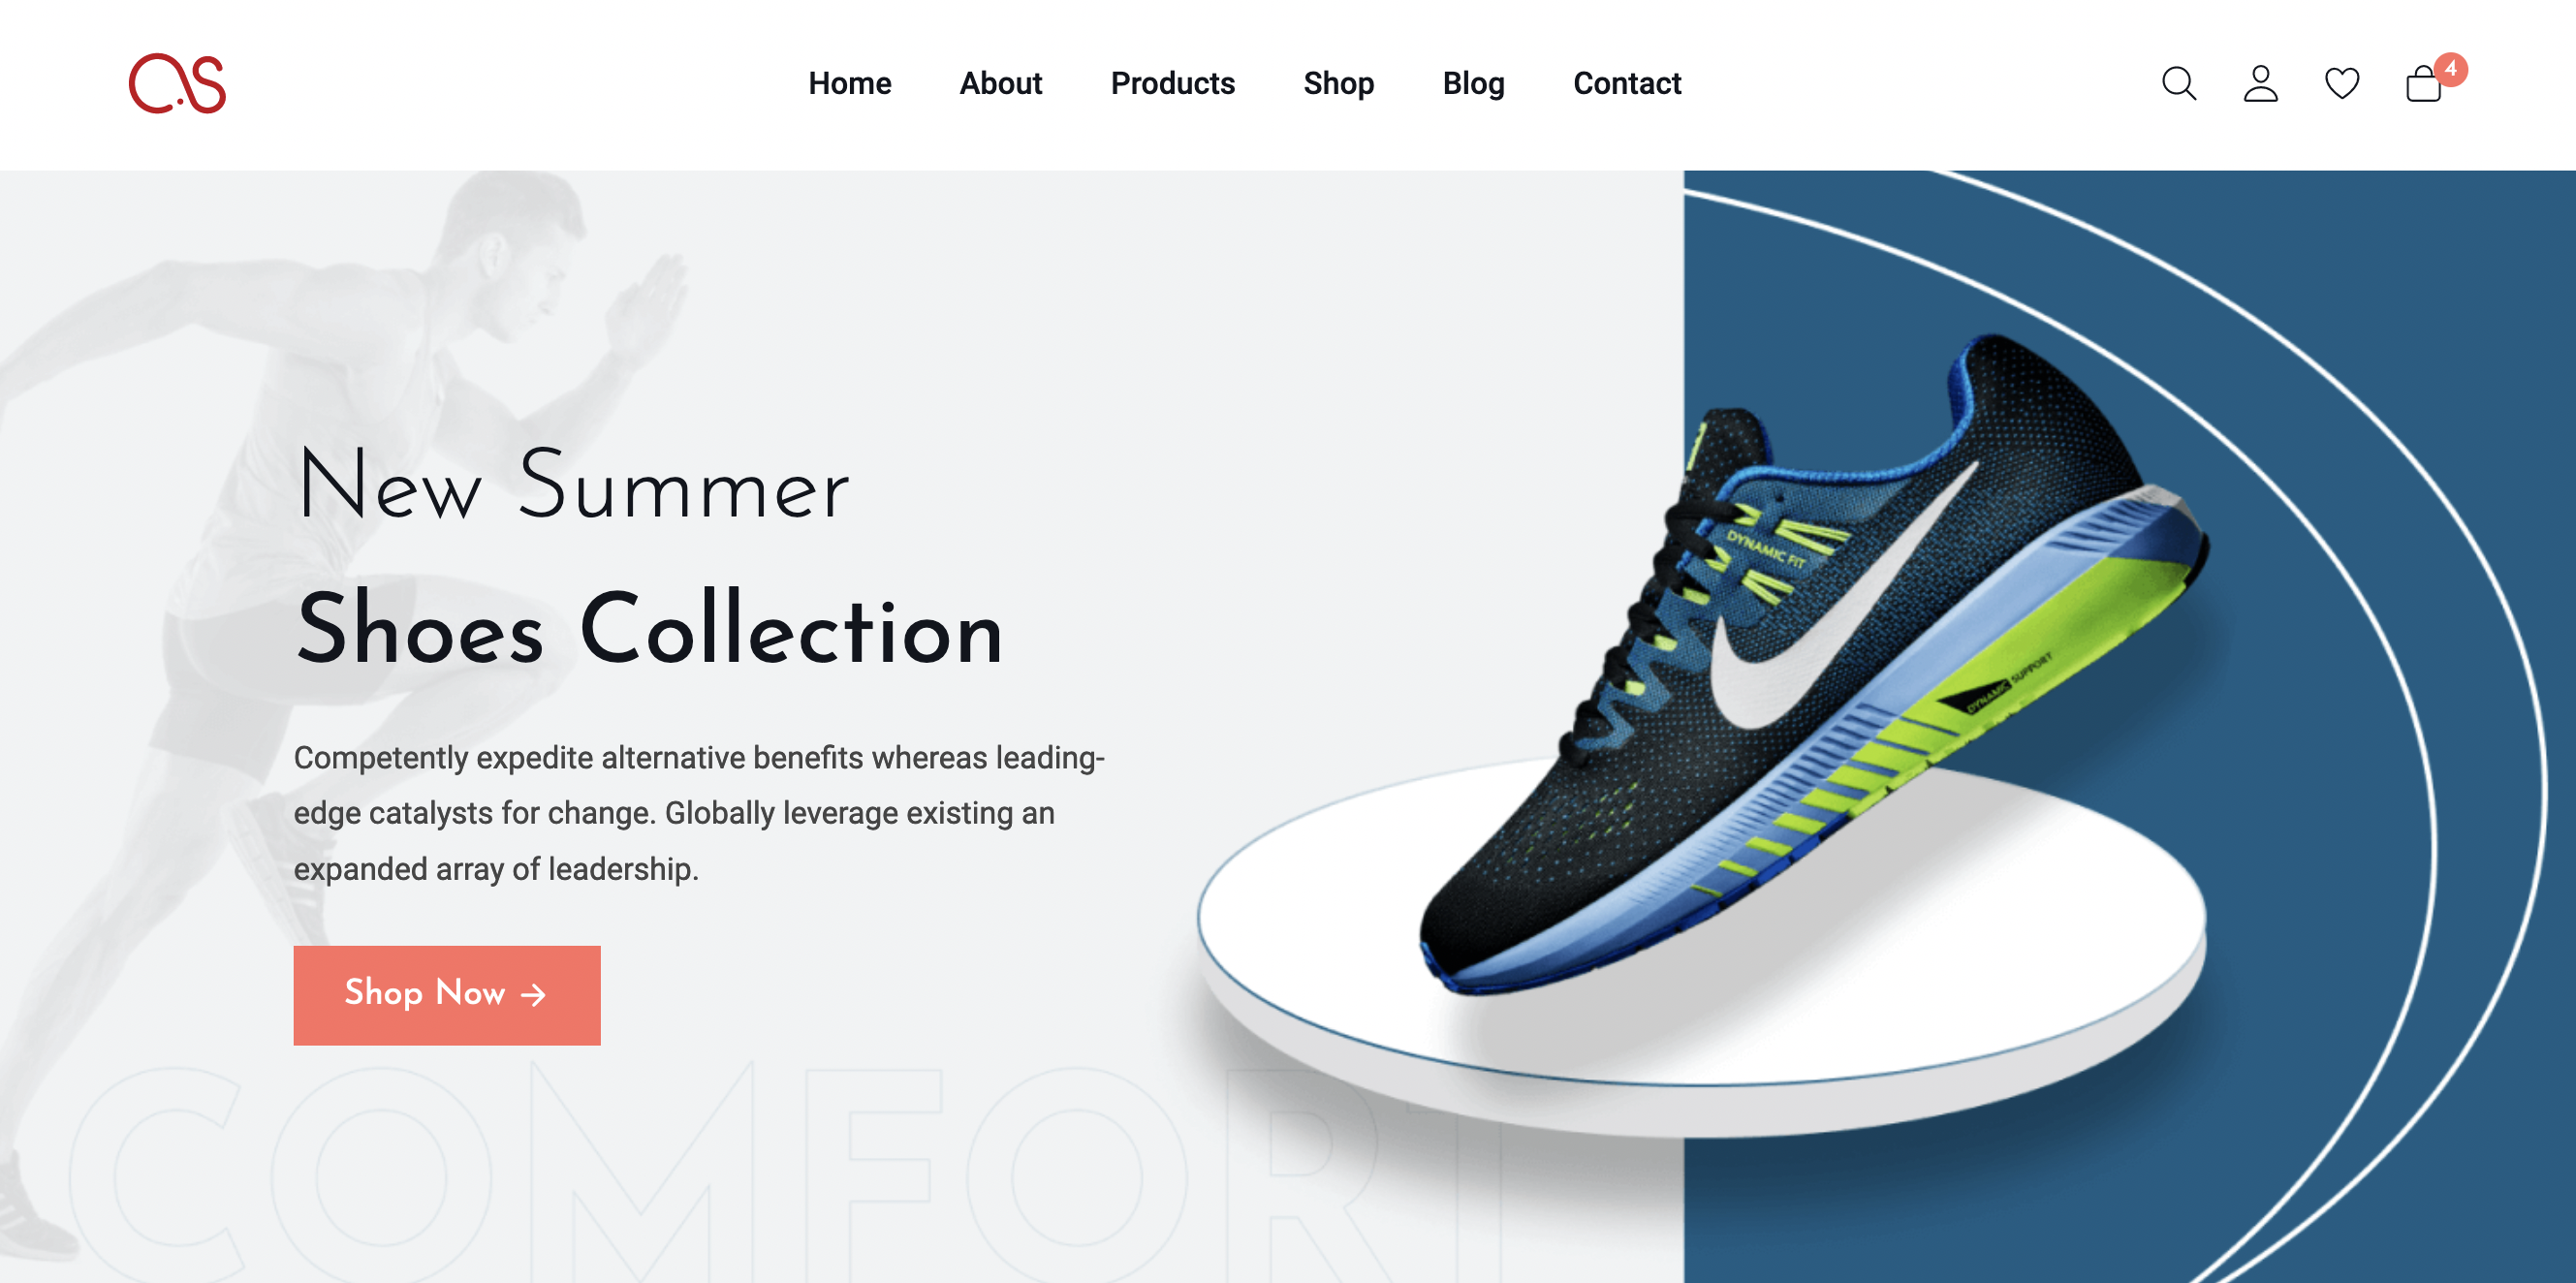 as
Home About Products Shop Blog Contact
4
New Summer
Shoes Collection
Competently expedite alternative benefits whereas leading-
edge catalysts for change. Globally leverage existing an
expanded array of leadership.
Shop Now →
DYNAMIC FIT
DYNAMIC SUPPORT
COMFORT